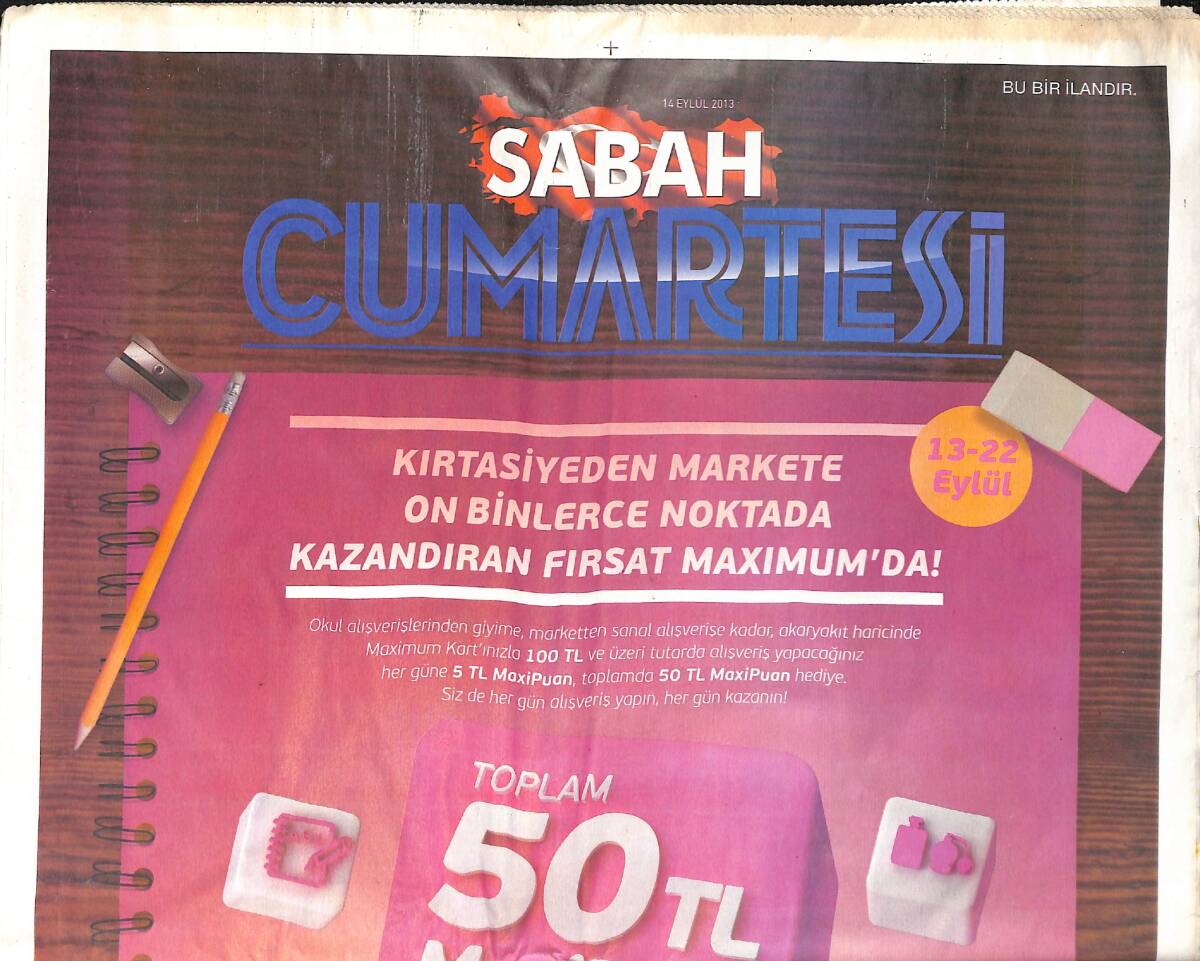 BU BİR İLANDIR.
14 EYLÜL 2013
SABAH
CUMARTESİ
13-22
Eylül
KIRTASİYEDEN MARKETE
ON BİNLERCE NOKTADA
KAZANDIRAN FIRSAT MAXIMUM'DA!
Okul alışverişlerinden giyime, marketten sanal alışverişe kadar, akaryakıt haricinde
Maximum Kart'ınızla 100 TL ve üzeri tutarda alışveriş yapacağınız
her güne 5 TL MaxiPuan, toplamda 50 TL MaxiPuan hediye.
Siz de her gün alışveriş yapın, her gün kazanın!
TOPLAM
50 TL